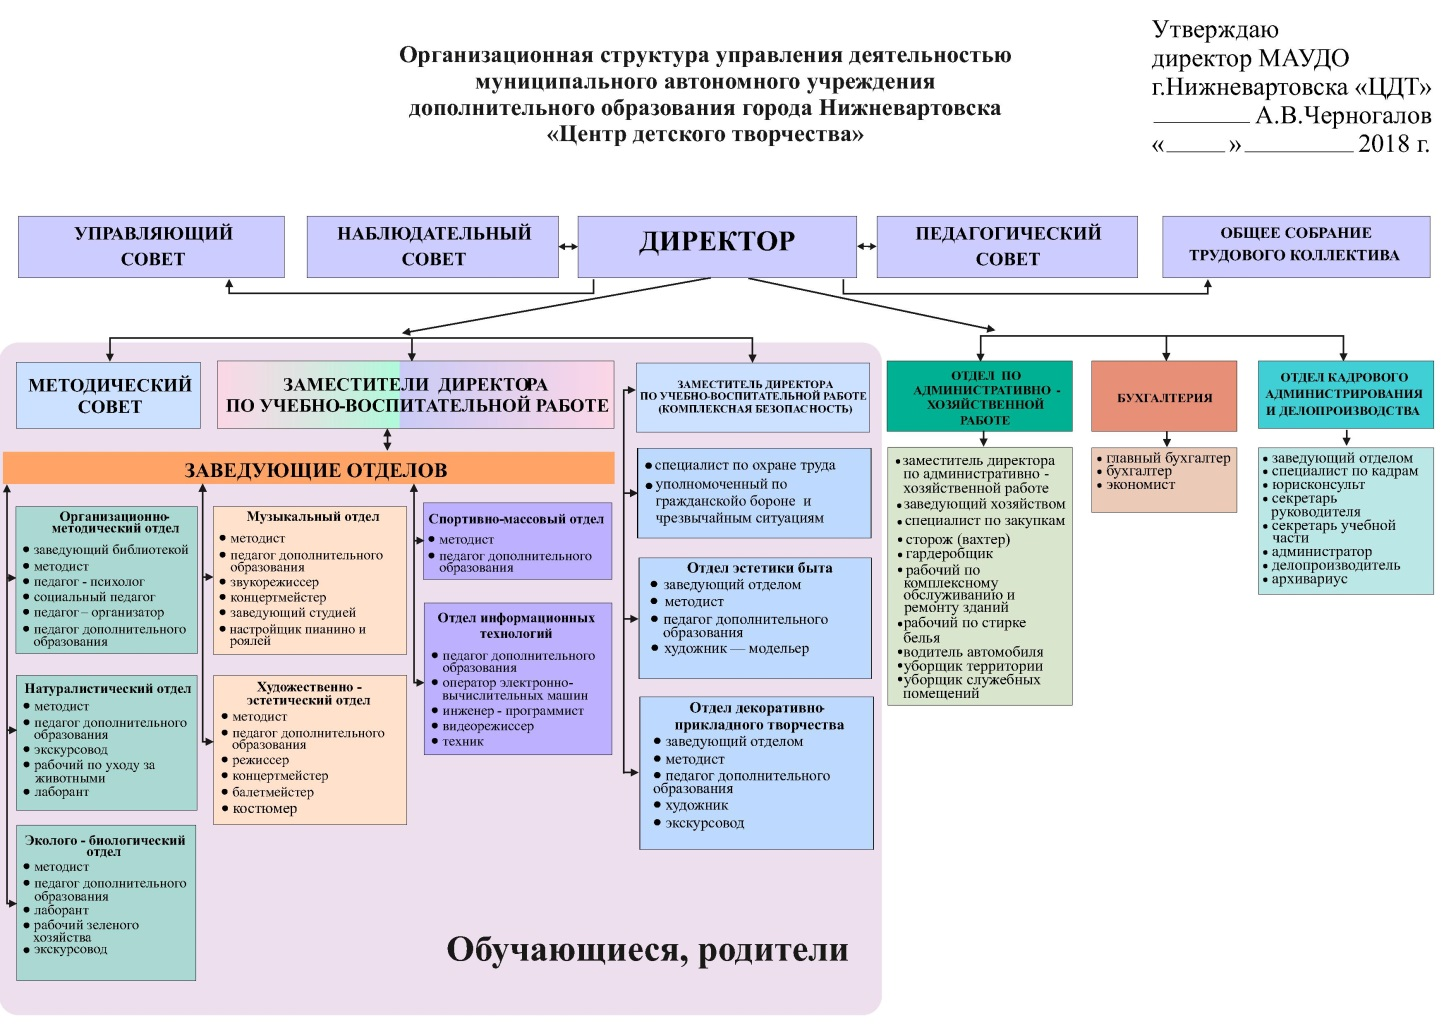 Утверждаю
директор МАУДО
г.Нижневартовска «ЦДТ»
________ А.В.Черногалов
«_____»_________ 2018 г.
Организационная структура управления деятельностью
муниципального автономного учреждения
дополнительного образования города Нижневартовска
«Центр детского творчества»
УПРАВЛЯЮЩИЙ
СОВЕТ
НАБЛЮДАТЕЛЬНЫЙ
СОВЕТ
ДИРЕКТОР
ПЕДАГОГИЧЕСКИЙ
СОВЕТ
ОБЩЕЕ СОБРАНИЕ
ТРУДОВОГО КОЛЛЕКТИВА
МЕТОДИЧЕСКИЙ
СОВЕТ
ЗАМЕСТИТЕЛИ ДИРЕКТОРА
ПО УЧЕБНО-ВОСПИТАТЕЛЬНОЙ РАБОТЕ
ЗАМЕСТИТЕЛЬ ДИРЕКТОРА
ПО УЧЕБНО-ВОСПИТАТЕЛЬНОЙ РАБОТЕ
(КОМПЛЕКСНАЯ БЕЗОПАСНОСТЬ)
ОТДЕЛ ПО
АДМИНИСТРАТИВНО -
ХОЗЯЙСТВЕННОЙ
РАБОТЕ
БУХГАЛТЕРИЯ
ОТДЕЛ КАДРОВОГО
АДМИНИСТРИРОВАНИЯ
И ДЕЛОПРОИЗВОДСТВА
ЗАВЕДУЮЩИЕ ОТДЕЛОВ
Организационно-
методический отдел
• заведующий библиотекой
• методист
• педагог - психолог
• социальный педагог
• педагог – организатор
• педагог дополнительного
образования
Натуралистический отдел
• методист
• педагог дополнительного
образования
• экскурсовод
• рабочий по уходу за
животными
• лаборант
Эколого - биологический
отдел
• методист
• педагог дополнительного
образования
• лаборант
• рабочий зеленого
хозяйства
• экскурсовод
Музыкальный отдел
• методист
• педагог дополнительного
образования
• звукорежиссер
• концертмейстер
• заведующий студией
• настройщик пианино и
роялей
Художественно -
эстетический отдел
• методист
• педагог дополнительного
образования
• режиссер
• концертмейстер
• балетмейстер
• костюмер
Спортивно-массовый отдел
• методист
• педагог дополнительного
образования
Отдел информационных
технологий
• педагог дополнительного
образования
• оператор электронно-
вычислительных машин
• инженер - программист
• видеорежиссер
• техник
• специалист по охране труда
• уполномоченный по
гражданскойо бороне и
чрезвычайным ситуациям
Отдел эстетики быта
• заведующий отделом
• методист
• педагог дополнительного
образования
• художник — модельер
Отдел декоративно-
прикладного творчества
• заведующий отделом
• методист
• педагог дополнительного
образования
• художник
• экскурсовод
• заместитель директора
по административно -
хозяйственной работе
• заведующий хозяйством
• специалист по закупкам
• сторож (вахтер)
• гардеробщик
• рабочий по
комплексному
обслуживанию и
ремонту зданий
• рабочий по стирке
белья
• водитель автомобиля
• уборщик территории
• уборщик служебных
помещений
• главный бухгалтер
• бухгалтер
• экономист
• заведующий отделом
• специалист по кадрам
• юрисконсульт
• секретарь
руководителя
• секретарь учебной
части
• администратор
• делопроизводитель
• архивариус
Обучающиеся, родители